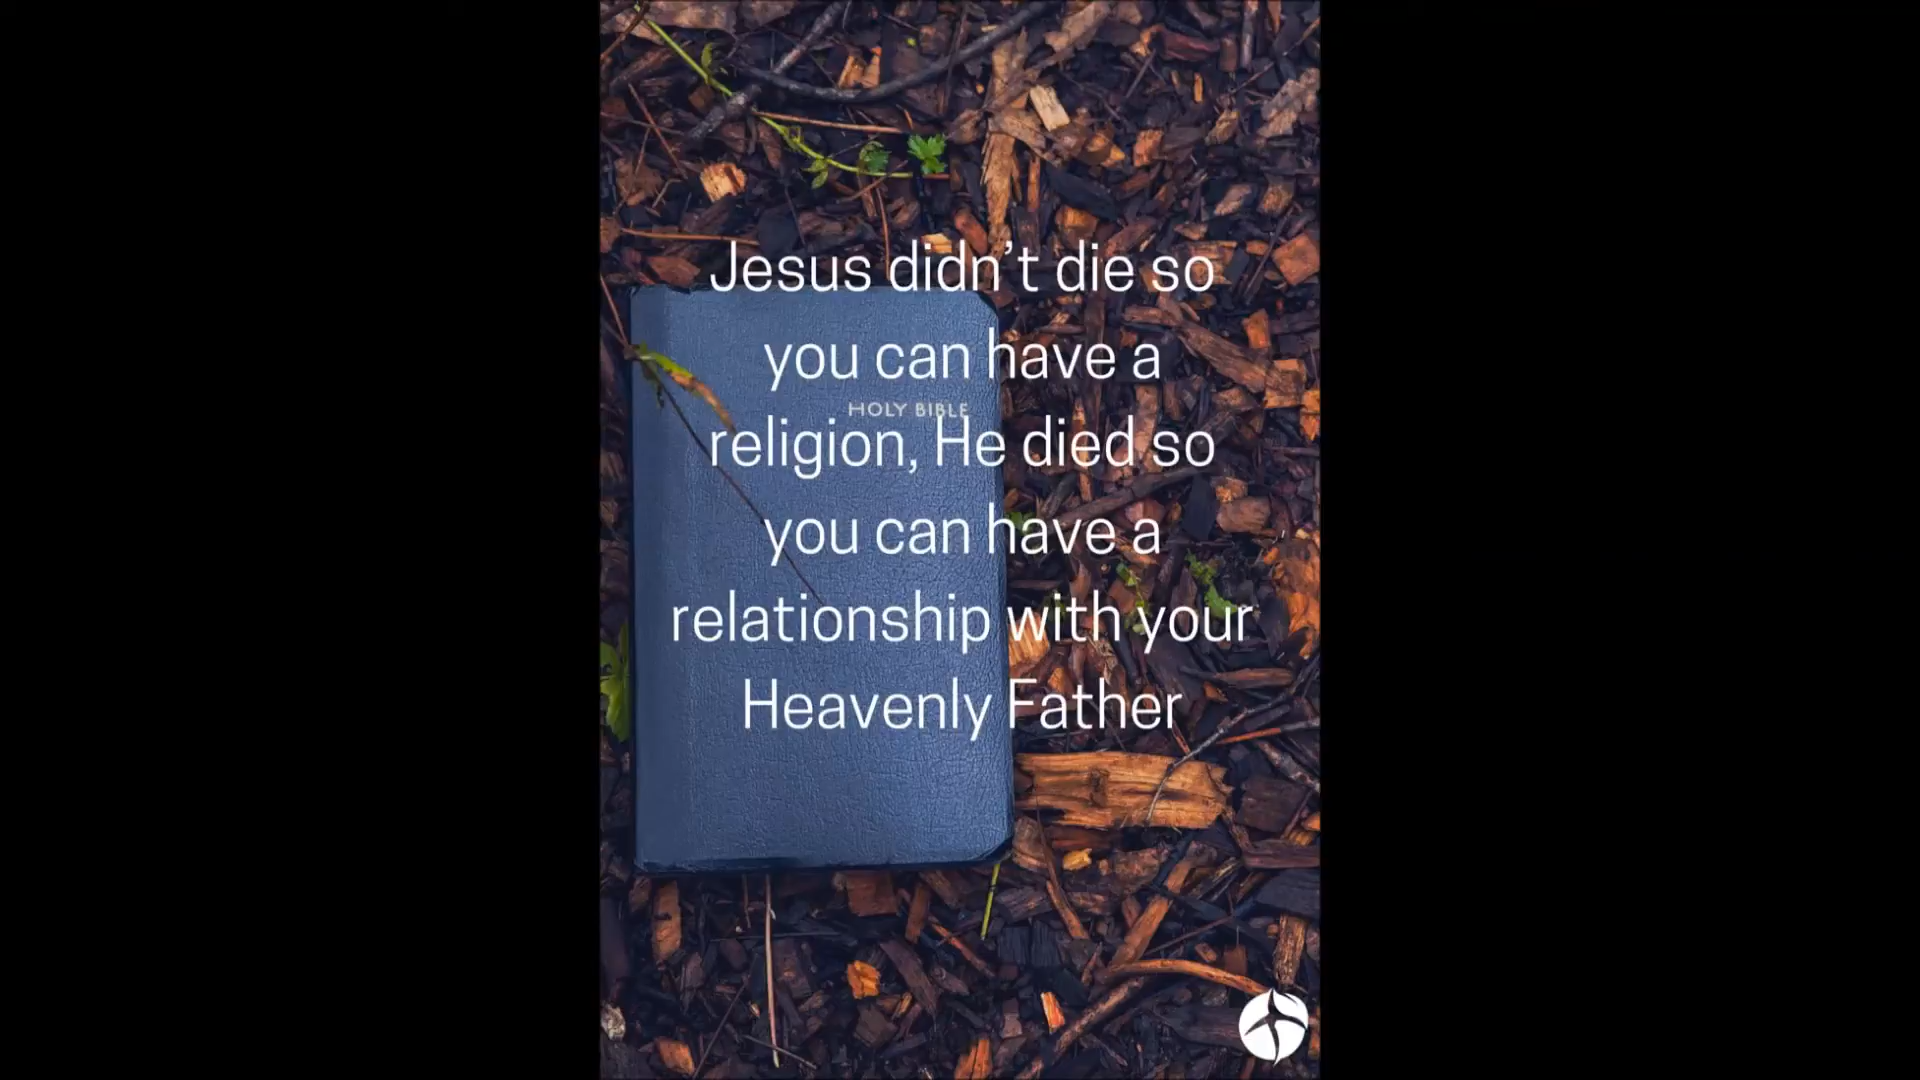 Jesus didn’t die so
you can have a
HOLY BIBLE
religion, He died so
you can have a
relationship with your
Heavenly Father